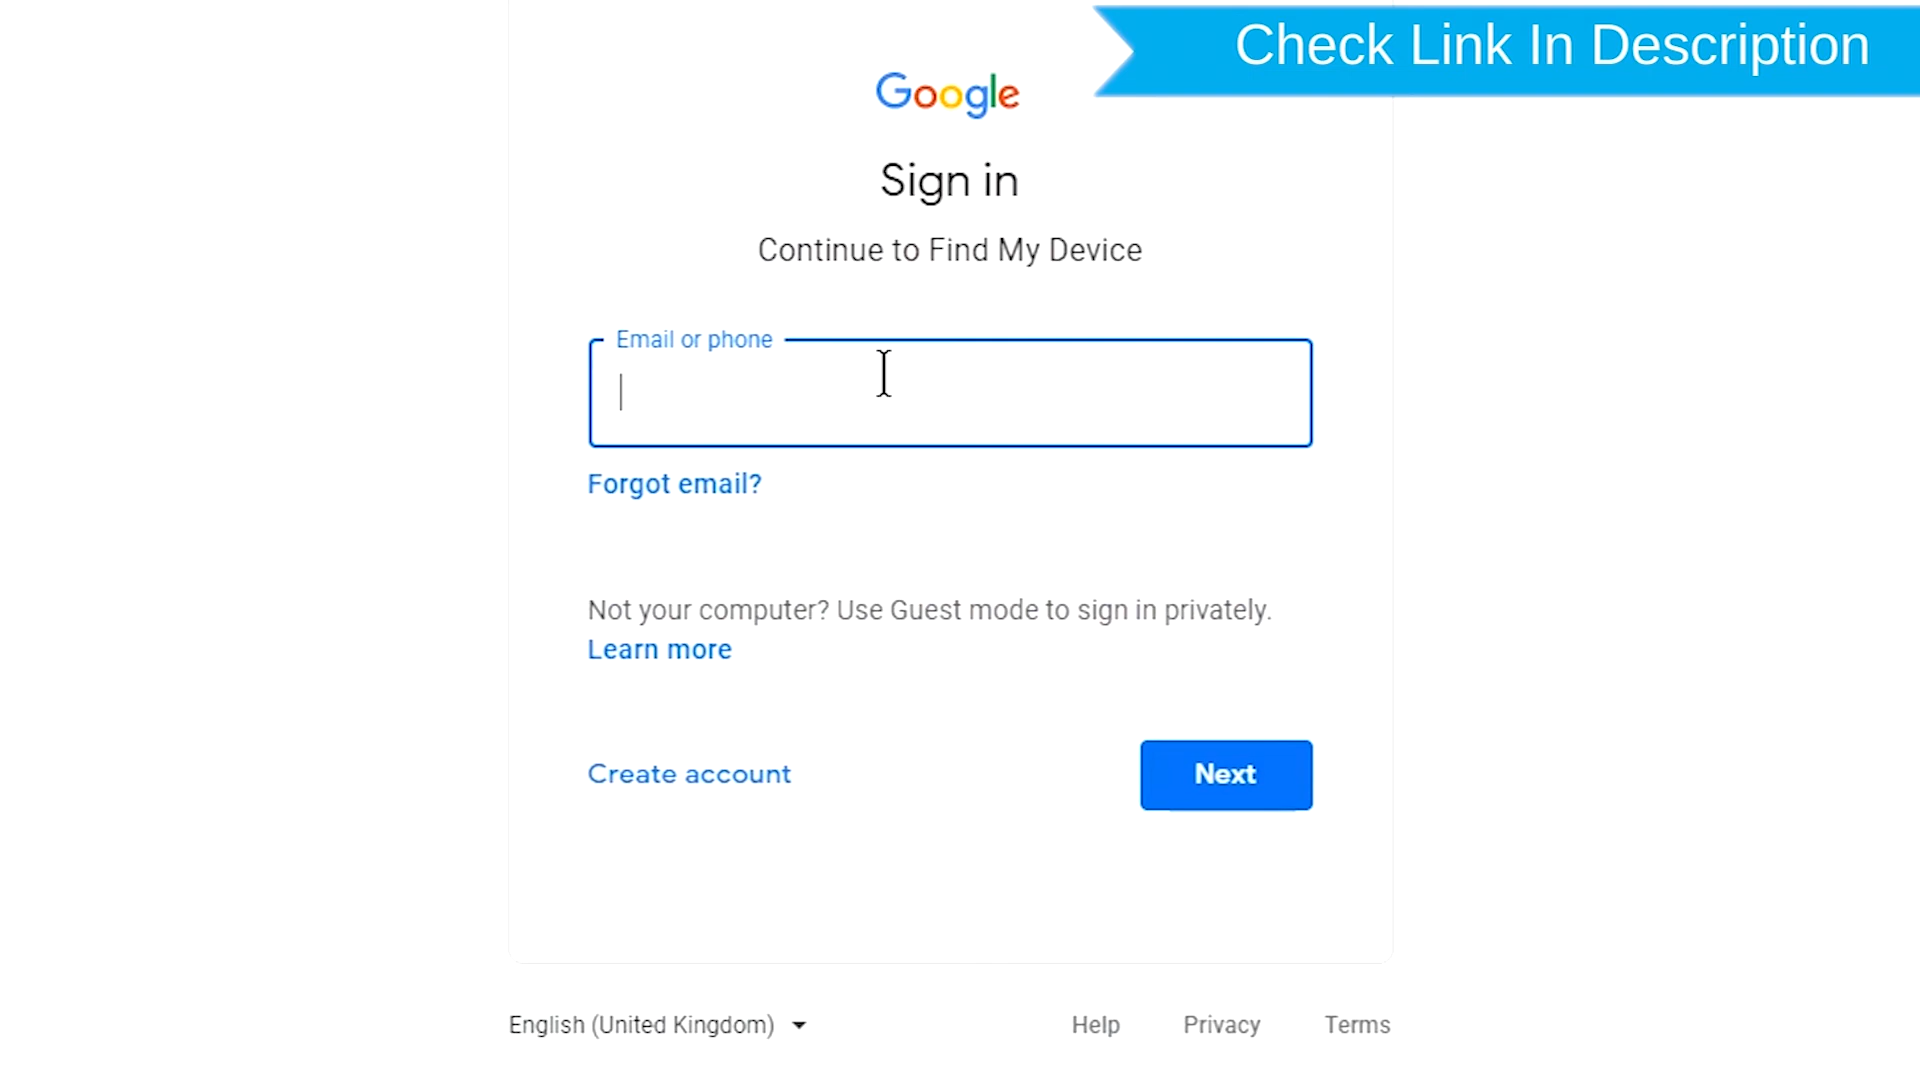 Check Link In Description
Google
Sign in
Continue to Find My Device
Email or phone
Forgot email?
Not your computer? Use Guest mode to sign in privately.
Learn more
Create account
Next
English (United Kingdom)
Help Privacy Terms